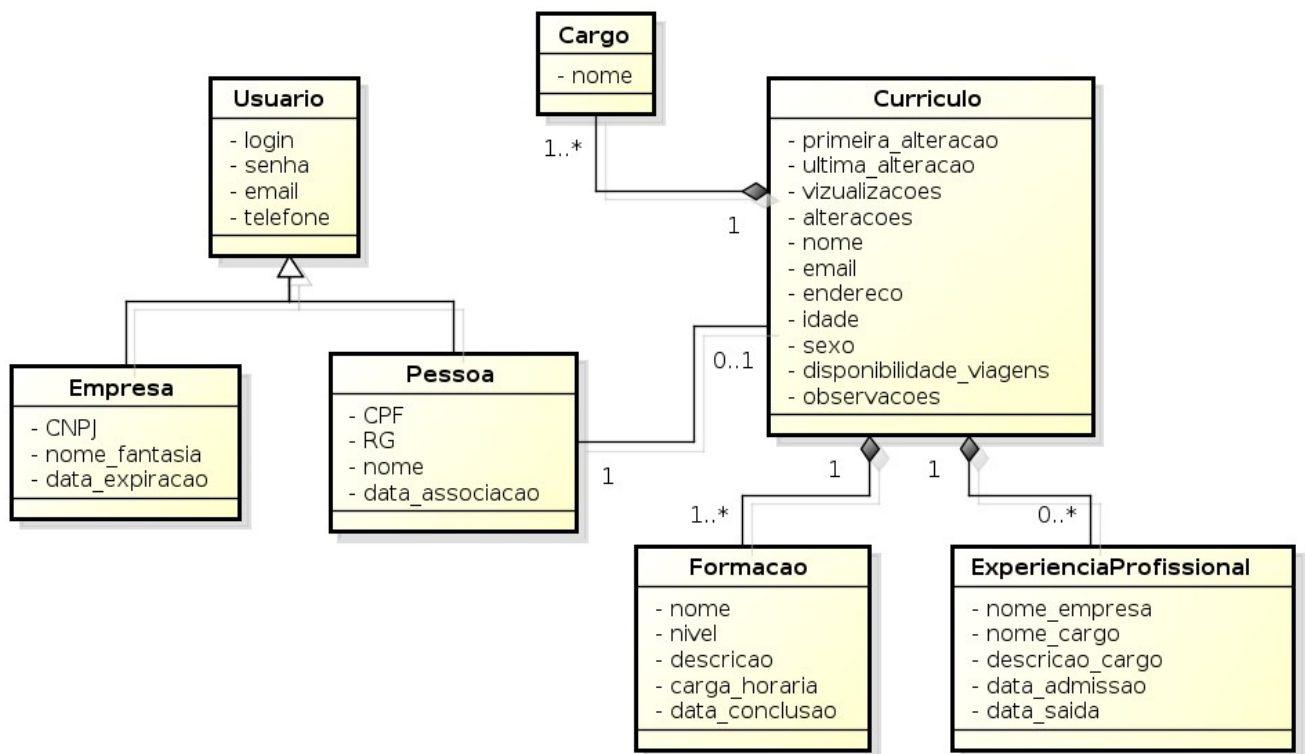 Cargo
- nome
Usuario
- login
- senha
- email
- telefone
Curriculo
- primeira_alteracao
- ultima_alteracao
- vizualizacoes
- alteracoes
- nome
- email
- endereco
- idade
- sexo
- disponibilidade_viagens
- observacoes
1..*
1
Empresa
- CNPJ
- nome_fantasia
- data_expiracao
Pessoa
- CPF
- RG
- nome
- data_associacao
0..1
1
1
1
1..*
0..*
Formacao
- nome
- nivel
- descricao
- carga_horaria
- data_conclusao
ExperienciaProfissional
- nome_empresa
- nome_cargo
- descricao_cargo
- data_admissao
- data_saida